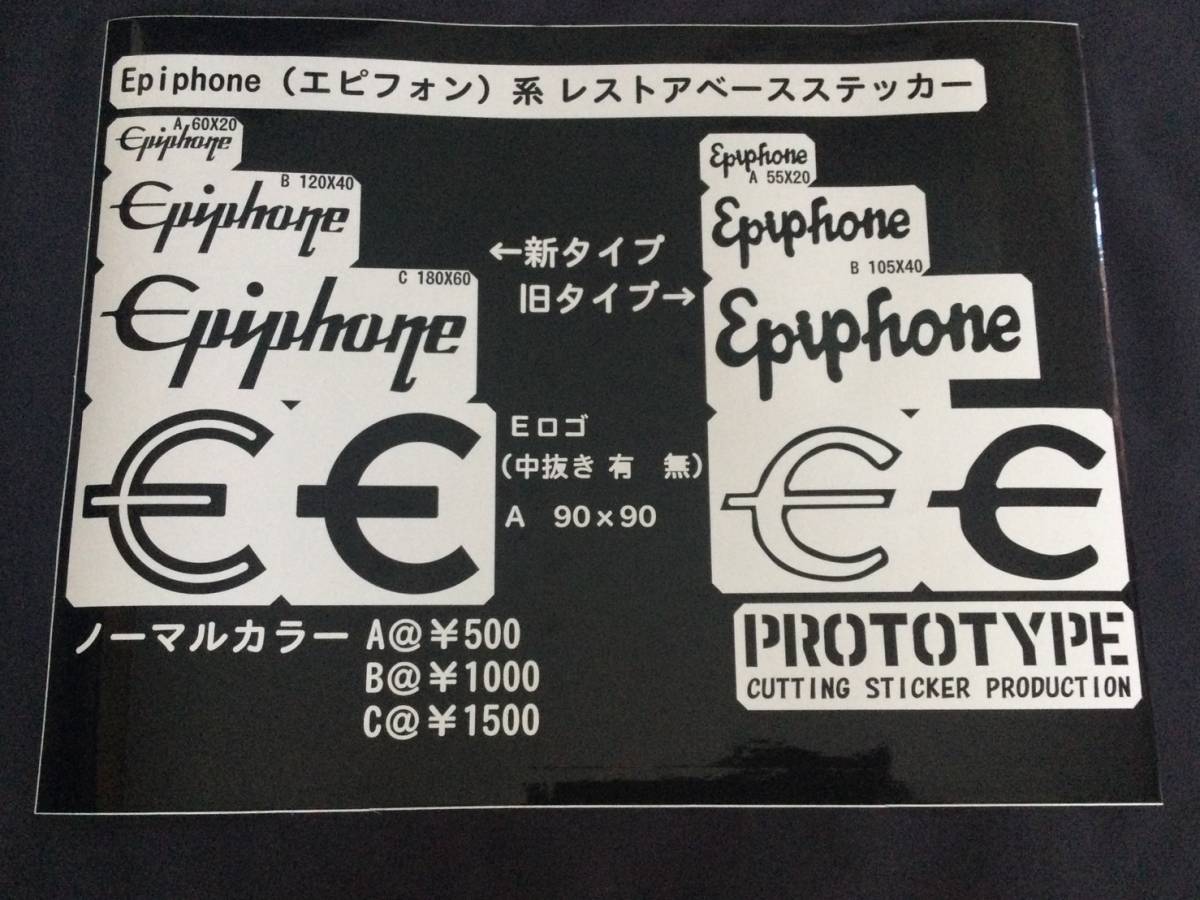 Epiphone（エピフォン）系 レストアベースステッカー
A 60X20
Epiphone
B 120X40
Epiphone
C 180X60
Epiphone
←新タイプ
旧タイプ→
Epiphone
A 55X20
Epiphone
B 105X40
Epiphone
Eロゴ
（中抜き 有　無）
A　90×90
ノーマルカラー A@¥500
B@¥1000
C@¥1500
PROTOTYPE
CUTTING STICKER PRODUCTION